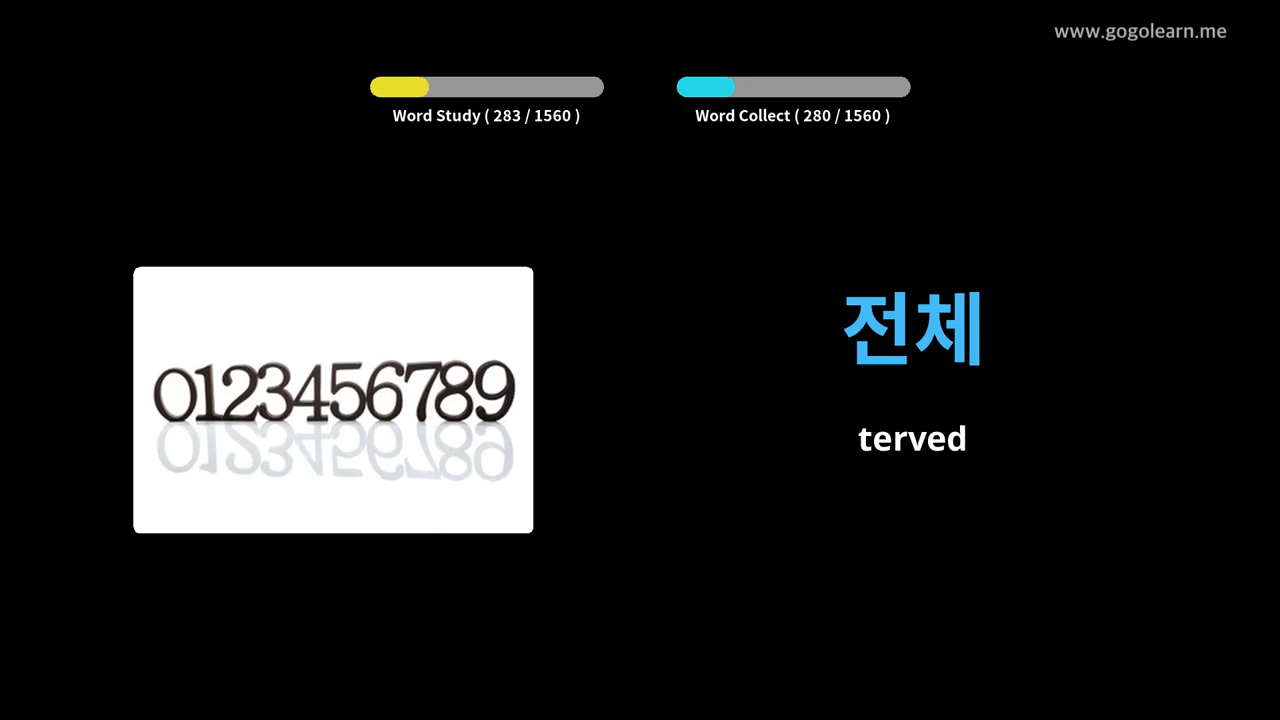 www.gogolearn.me
Word Study ( 283 / 1560 )
Word Collect ( 280 / 1560 )
0123456789
전체
terved